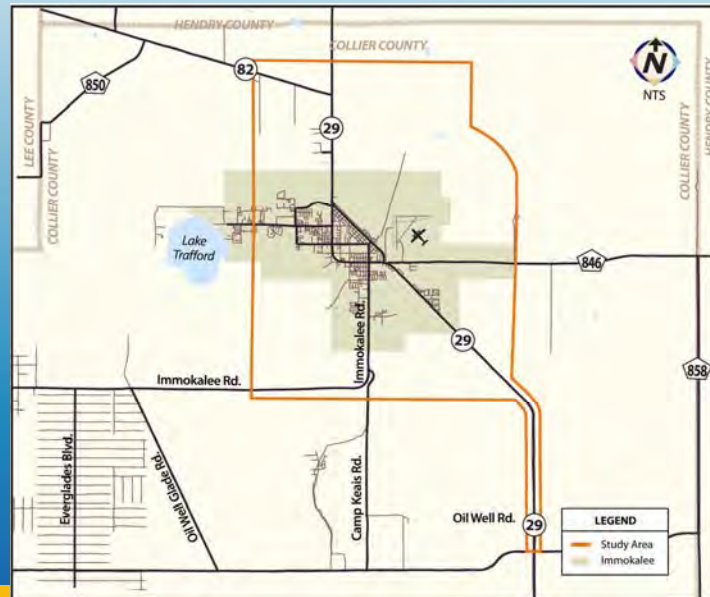 HENDRY COUNTY
COLLIER COUNTY
82
N
NTS
850
29
LEE COUNTY
COLLIER COUNTY
COLLIER COUNTY
HENDRY COUNTY
Lake
Trafford
846
Immokalee Rd.
29
858
Immokalee Rd.
Everglades Blvd.
Oil Well Glade Rd.
Camp Keais Rd.
Oil Well Rd.
29
LEGEND
Study Area
Immokalee